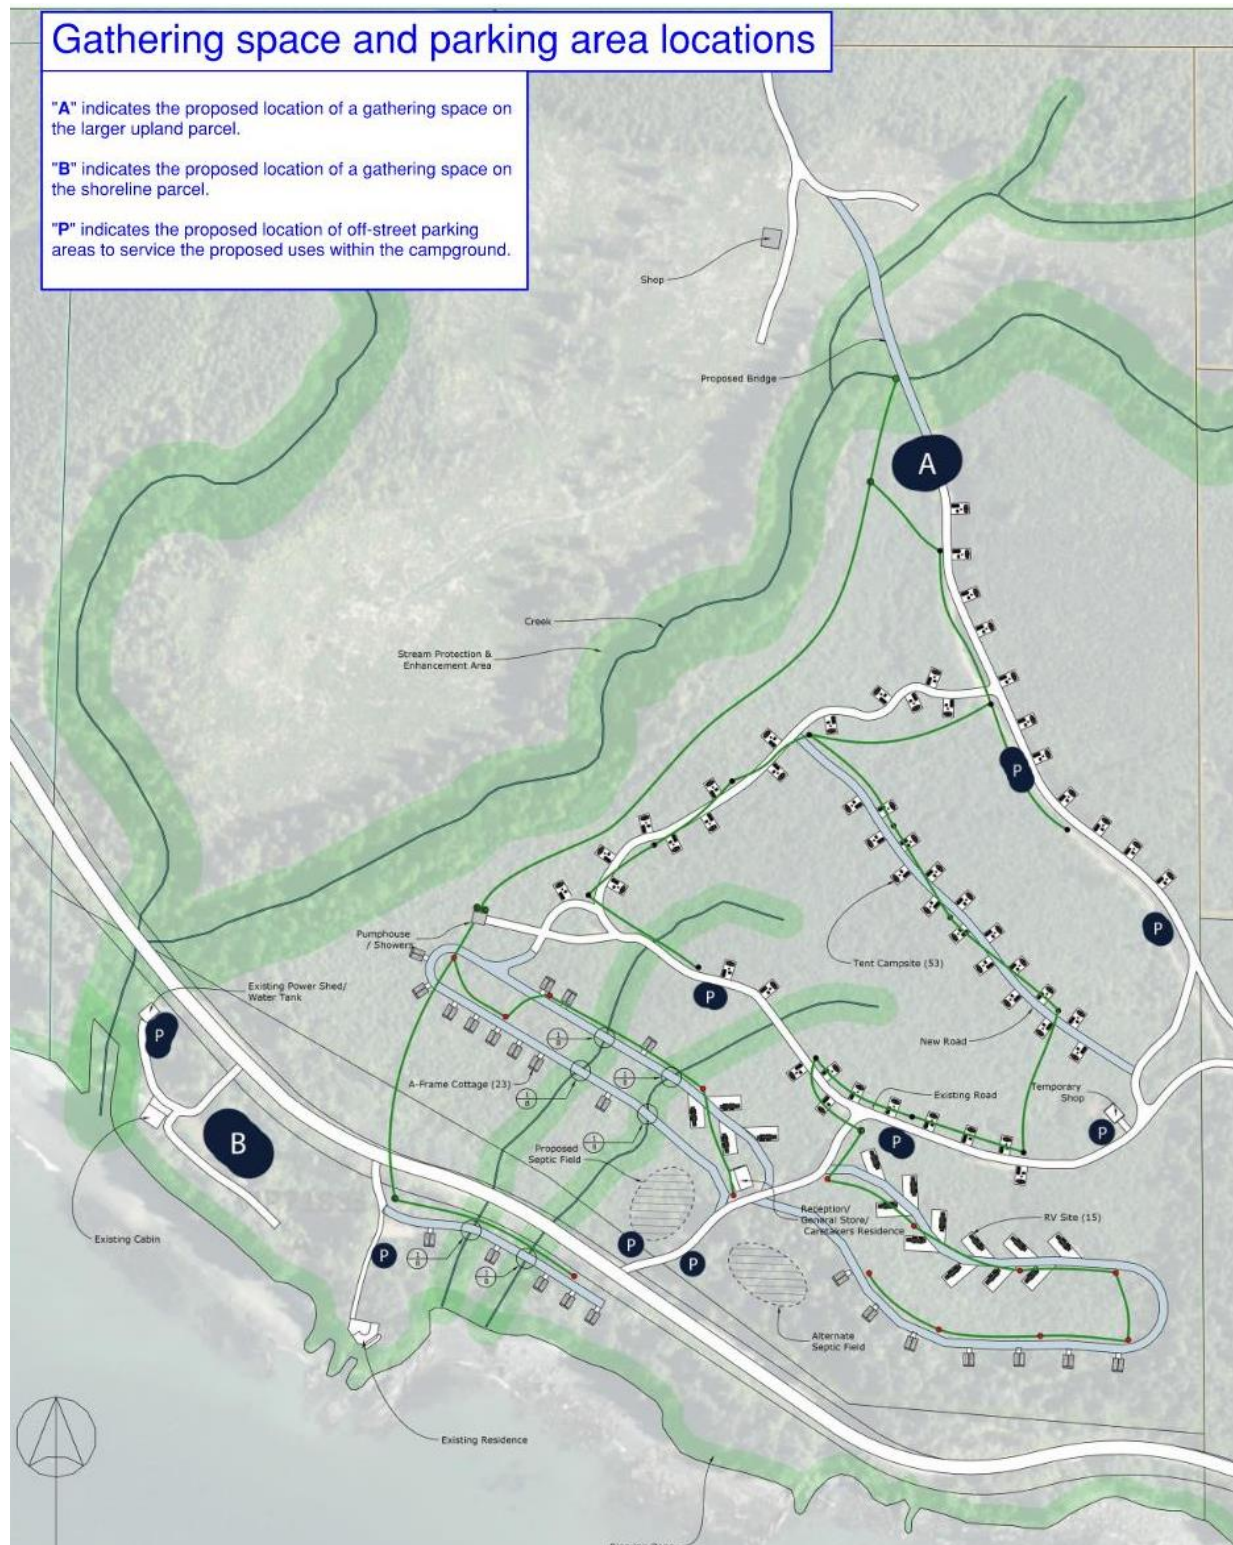 Gathering space and parking area locations
"A" indicates the proposed location of a gathering space on
the larger upland parcel.
"B" indicates the proposed location of a gathering space on
the shoreline parcel.
"P" indicates the proposed location of off-street parking
areas to service the proposed uses within the campground.
Shop
Proposed Bridge
A
Creek
Stream Protection &
Enhancement Area
P
P
Pumphouse
/ Showers
Tent Campsite (53)
Existing Power Shed/
Water Tank
P
P
New Road
A-Frame Cottage (23)
Existing Road
Temporary
Shop
B
Proposed
Septic Field
P
P
Reception/
General Store/
Caretakers Residence
RV Site (15)
Existing Cabin
P
P
P
Alternate
Septic Field
Existing Residence